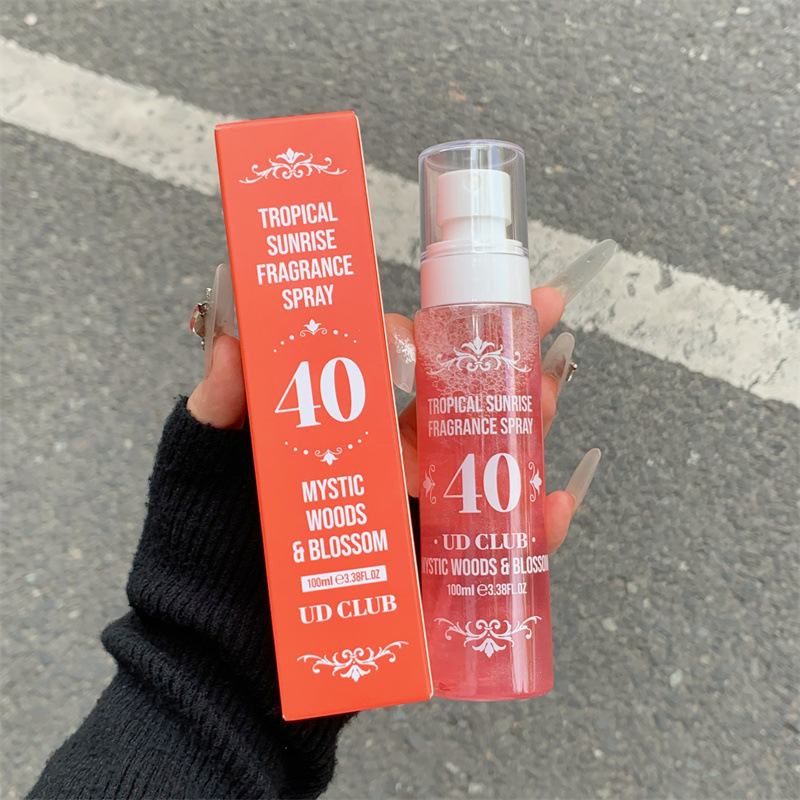 TROPICAL
SUNRISE
FRAGRANCE
SPRAY
40
MYSTIC
WOODS
& BLOSSOM
100ml ℮3.38FL.OZ
UD CLUB
TROPICAL SUNRISE
FRAGRANCE SPRAY
40
· UD CLUB ·
MYSTIC WOODS & BLOSSOM
100ml ℮3.38FL.OZ